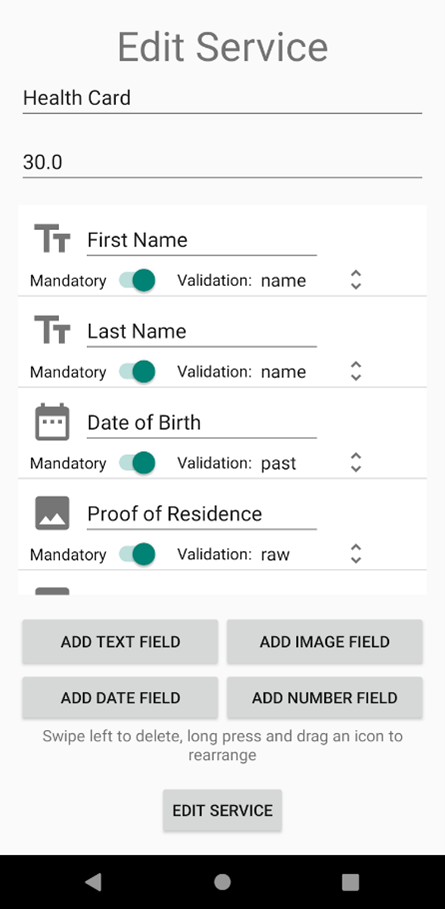 Edit Service
Health Card
30.0
First Name
Mandatory Validation: name
Last Name
Mandatory Validation: name
Date of Birth
Mandatory Validation: past
Proof of Residence
Mandatory Validation: raw
ADD TEXT FIELD ADD IMAGE FIELD
ADD DATE FIELD ADD NUMBER FIELD
Swipe left to delete, long press and drag an icon to
rearrange
EDIT SERVICE